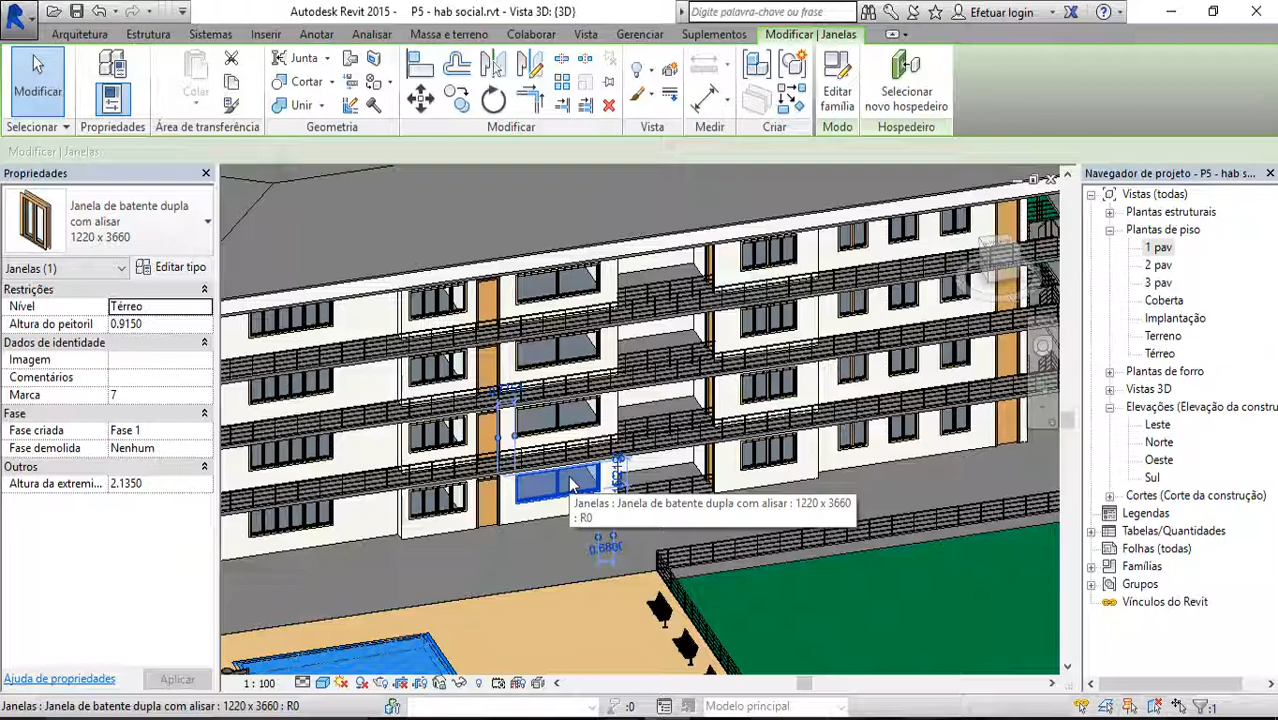 Autodesk Revit 2015 - P5 - hab social.rvt - Vista 3D: {3D}
Digite palavra-chave ou frase
Efetuar login
Arquitetura Estrutura Sistemas Inserir Anotar Analisar Massa e terreno Colaborar Vista Gerenciar Suplementos Modificar | Janelas
Modificar
Colar
Junta
Cortar
Unir
Editar família
Selecionar novo hospedeiro
Selecionar Propriedades Área de transferência Geometria Modificar Vista Medir Criar Modo Hospedeiro
Modificar | Janelas
Propriedades
Janela de batente dupla
com alisar
1220 x 3660
Janelas (1)
Editar tipo
Restrições
Nível Térreo
Altura do peitoril 0.9150
Dados de identidade
Imagem
Comentários
Marca 7
Fase
Fase criada Fase 1
Fase demolida Nenhum
Outros
Altura da extremi... 2.1350
Ajuda de propriedades
Aplicar
Janelas : Janela de batente dupla com alisar : 1220 x 3660
: R0
Navegador de projeto - P5 - hab s...
Vistas (todas)
Plantas estruturais
Plantas de piso
1 pav
2 pav
3 pav
Coberta
Implantação
Terreno
Térreo
Plantas de forro
Vistas 3D
Elevações (Elevação da constru
Leste
Norte
Oeste
Sul
Cortes (Corte da construção)
Legendas
Tabelas/Quantidades
Folhas (todas)
Famílias
Grupos
Vínculos do Revit
1 : 100
Janelas : Janela de batente dupla com alisar : 1220 x 3660 : R0
:0
Modelo principal
:1